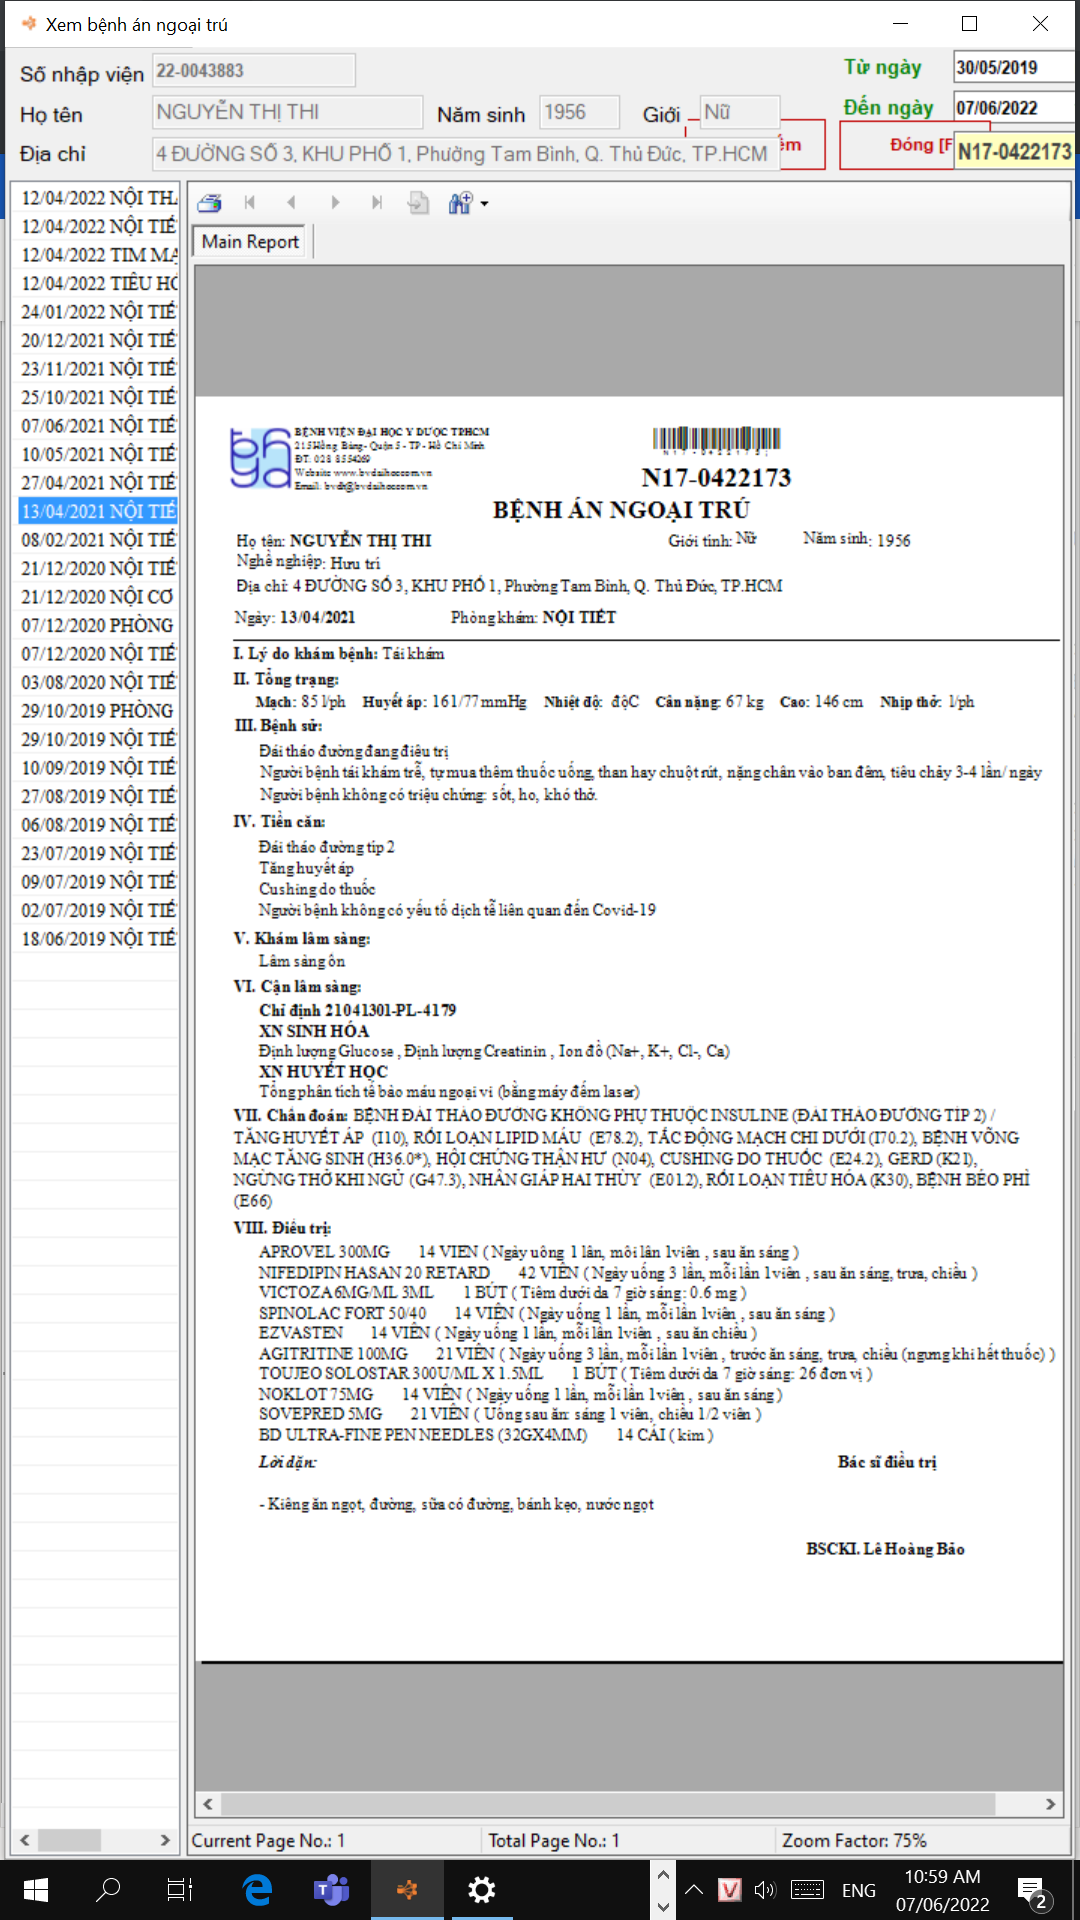 Xem bệnh án ngoại trú
Số nhập viện 22-0043883 Từ ngày 30/05/2019
Họ tên NGUYỄN THỊ THI Năm sinh 1956 Giới Nữ Đến ngày 07/06/2022
Địa chỉ 4 ĐƯỜNG SỐ 3, KHU PHỐ 1, Phường Tam Bình, Q. Thủ Đức, TP.HCM Đóng [F N17-0422173
12/04/2022 NỘI
12/04/2022 NỘI TIẾ
12/04/2022 TIM
12/04/2022 TIÊU
24/01/2022 NỘI TIẾ
20/12/2021 NỘI TIẾ
23/11/2021 NỘI TIẾ
25/10/2021 NỘI TIẾ
07/06/2021 NỘI TIẾ
10/05/2021 NỘI TIẾ
27/04/2021 NỘI TIẾ
13/04/2021 NỘI TIẾ
08/02/2021 NỘI TIẾ
21/12/2020 NỘI TIẾ
21/12/2020 NỘI CƠ
07/12/2020 PHÒNG
07/12/2020 NỘI TIẾ
03/08/2020 NỘI TIẾ
29/10/2019 PHÒNG
29/10/2019 NỘI TIẾ
10/09/2019 NỘI TIẾ
27/08/2019 NỘI TIẾ
06/08/2019 NỘI TIẾ
23/07/2019 NỘI TIẾ
09/07/2019 NỘI TIẾ
02/07/2019 NỘI TIẾ
18/06/2019 NỘI TIẾ
Main Report
BỆNH VIỆN ĐẠI HỌC Y DƯỢC TPHCM
215 Hồng Bàng - Quận 5 - TP - Hồ Chí Minh
ĐT: 028 8554269
Website www.bvdaihoc.com.vn
Email: bvdh@bvdaihoc.com.vn
N17-0422173
BỆNH ÁN NGOẠI TRÚ
Họ tên: NGUYỄN THỊ THI Giới tính: Nữ Năm sinh: 1956
Nghề nghiệp: Hưu trí
Địa chỉ: 4 ĐƯỜNG SỐ 3, KHU PHỐ 1, Phường Tam Bình, Q. Thủ Đức, TP.HCM
Ngày: 13/04/2021 Phòng khám: NỘI TIẾT
I. Lý do khám bệnh: Tái khám
II. Tổng trạng:
Mạch: 85 l/ph Huyết áp: 161/77 mmHg Nhiệt độ: độC Cân nặng: 67 kg Cao: 146 cm Nhịp thở: l/ph
III. Bệnh sử:
Đái tháo đường đang điều trị
Người bệnh tái khám trễ, tự mua thêm thuốc uống, than hay chuột rút, nặng chân vào ban đêm, tiêu chảy 3-4 lần/ ngày
Người bệnh không có triệu chứng: sốt, ho, khó thở.
IV. Tiền căn:
Đái tháo đường típ 2
Tăng huyết áp
Cushing do thuốc
Người bệnh không có yếu tố dịch tễ liên quan đến Covid-19
V. Khám lâm sàng:
Lâm sàng ổn
VI. Cận lâm sàng:
Chỉ định 21041301-PL-4179
XN SINH HÓA
Định lượng Glucose , Định lượng Creatinin , Ion đồ (Na+, K+, Cl-, Ca)
XN HUYẾT HỌC
Tổng phân tích tế bào máu ngoại vi (bằng máy đếm laser)
VII. Chẩn đoán: BỆNH ĐÁI THÁO ĐƯỜNG KHÔNG PHỤ THUỘC INSULINE (ĐÁI THÁO ĐƯỜNG TÍP 2) /
TĂNG HUYẾT ÁP (I10), RỐI LOẠN LIPID MÁU (E78.2), TẮC ĐỘNG MẠCH CHI DƯỚI (I70.2), BỆNH VÕNG
MẠC TĂNG SINH (H36.0*), HỘI CHỨNG THẬN HƯ (N04), CUSHING DO THUỐC (E24.2), GERD (K21),
NGỪNG THỞ KHI NGỦ (G47.3), NHÂN GIÁP HAI THÙY (E01.2), RỐI LOẠN TIÊU HÓA (K30), BỆNH BÉO PHÌ
(E66)
VIII. Điều trị:
APROVEL 300MG 14 VIÊN ( Ngày uống 1 lần, mỗi lần 1viên , sau ăn sáng )
NIFEDIPIN HASAN 20 RETARD 42 VIÊN ( Ngày uống 3 lần, mỗi lần 1viên , sau ăn sáng, trưa, chiều )
VICTOZA 6MG/ML 3ML 1 BÚT ( Tiêm dưới da 7 giờ sáng: 0.6 mg )
SPINOLAC FORT 50/40 14 VIÊN ( Ngày uống 1 lần, mỗi lần 1viên , sau ăn sáng )
EZVASTEN 14 VIÊN ( Ngày uống 1 lần, mỗi lần 1viên , sau ăn chiều )
AGITRITINE 100MG 21 VIÊN ( Ngày uống 3 lần, mỗi lần 1viên , trước ăn sáng, trưa, chiều (ngưng khi hết thuốc) )
TOUJEO SOLOSTAR 300U/ML X 1.5ML 1 BÚT ( Tiêm dưới da 7 giờ sáng: 26 đơn vị )
NOKLOT 75MG 14 VIÊN ( Ngày uống 1 lần, mỗi lần 1viên , sau ăn sáng )
SOVEPRED 5MG 21 VIÊN ( Uống sau ăn: sáng 1 viên, chiều 1/2 viên )
BD ULTRA-FINE PEN NEEDLES (32GX4MM) 14 CÁI ( kim )
Lời dặn: Bác sĩ điều trị
- Kiêng ăn ngọt, đường, sữa có đường, bánh kẹo, nước ngọt
BSCKI. Lê Hoàng Bảo
Current Page No.: 1 Total Page No.: 1 Zoom Factor: 75%
ENG 10:59 AM
07/06/2022
2